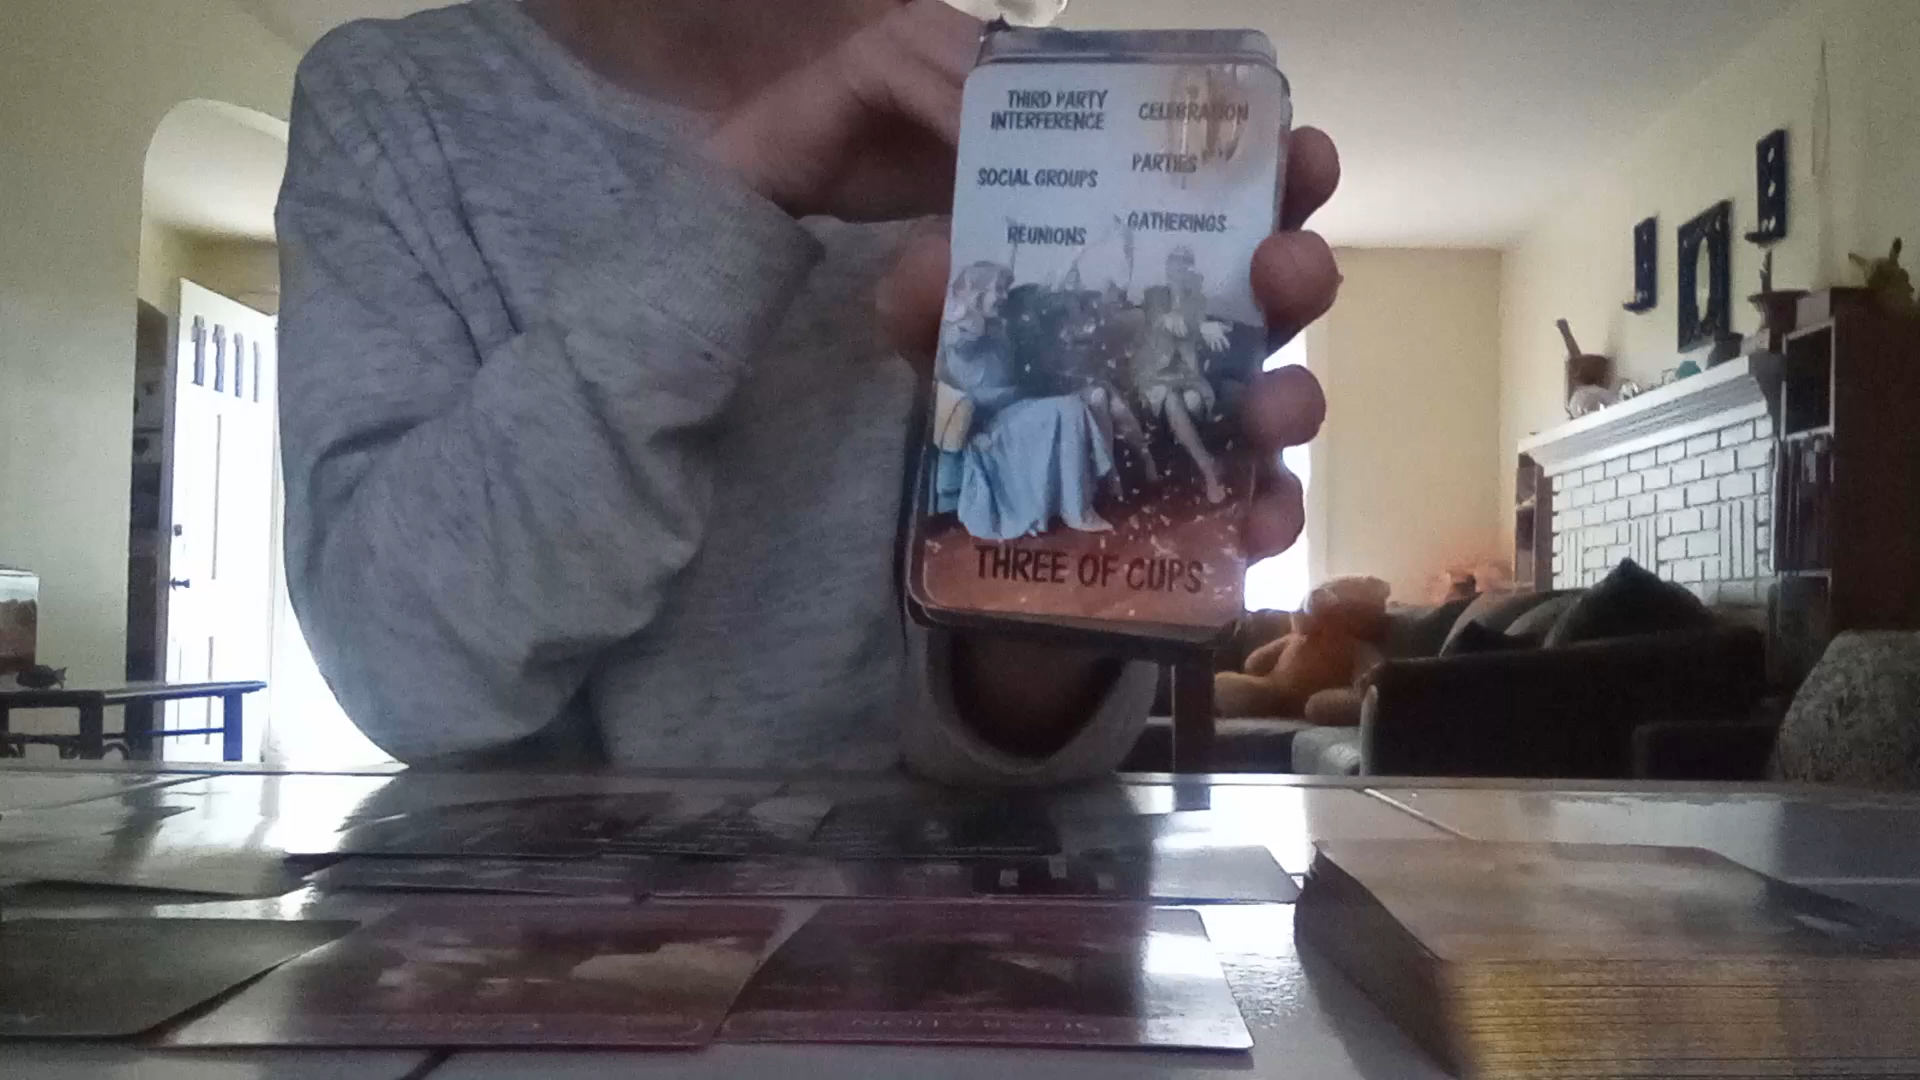 THIRD PARTY
INTERFERENCE
CELEBRATION
PARTIES
SOCIAL GROUPS
GATHERINGS
REUNIONS
THREE OF CUPS